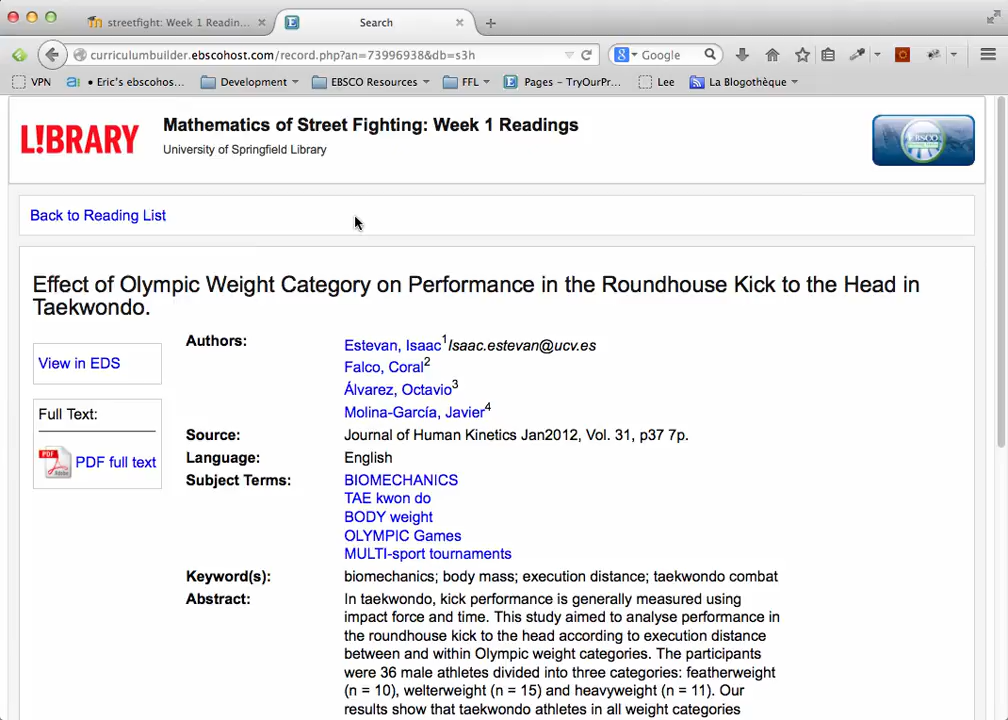 streetfight: Week 1 Readin...
Search
curriculumbuilder.ebscohost.com/record.php?an=73996938&db=s3h
Google
VPN
• Eric's ebscohos...
Development
EBSCO Resources
FFL
Pages – TryOurPr...
Lee
La Blogothèque
L!BRARY
Mathematics of Street Fighting: Week 1 Readings
University of Springfield Library
EBSCO
Back to Reading List
Effect of Olympic Weight Category on Performance in the Roundhouse Kick to the Head in
Taekwondo.
View in EDS
Full Text:
PDF
Adobe
PDF full text
Authors:
Estevan, Isaac1Isaac.estevan@ucv.es
Falco, Coral2
Álvarez, Octavio3
Molina-García, Javier4
Source:
Journal of Human Kinetics Jan2012, Vol. 31, p37 7p.
Language:
English
Subject Terms:
BIOMECHANICS
TAE kwon do
BODY weight
OLYMPIC Games
MULTI-sport tournaments
Keyword(s):
biomechanics; body mass; execution distance; taekwondo combat
Abstract:
In taekwondo, kick performance is generally measured using
impact force and time. This study aimed to analyse performance in
the roundhouse kick to the head according to execution distance
between and within Olympic weight categories. The participants
were 36 male athletes divided into three categories: featherweight
(n = 10), welterweight (n = 15) and heavyweight (n = 11). Our
results show that taekwondo athletes in all weight categories